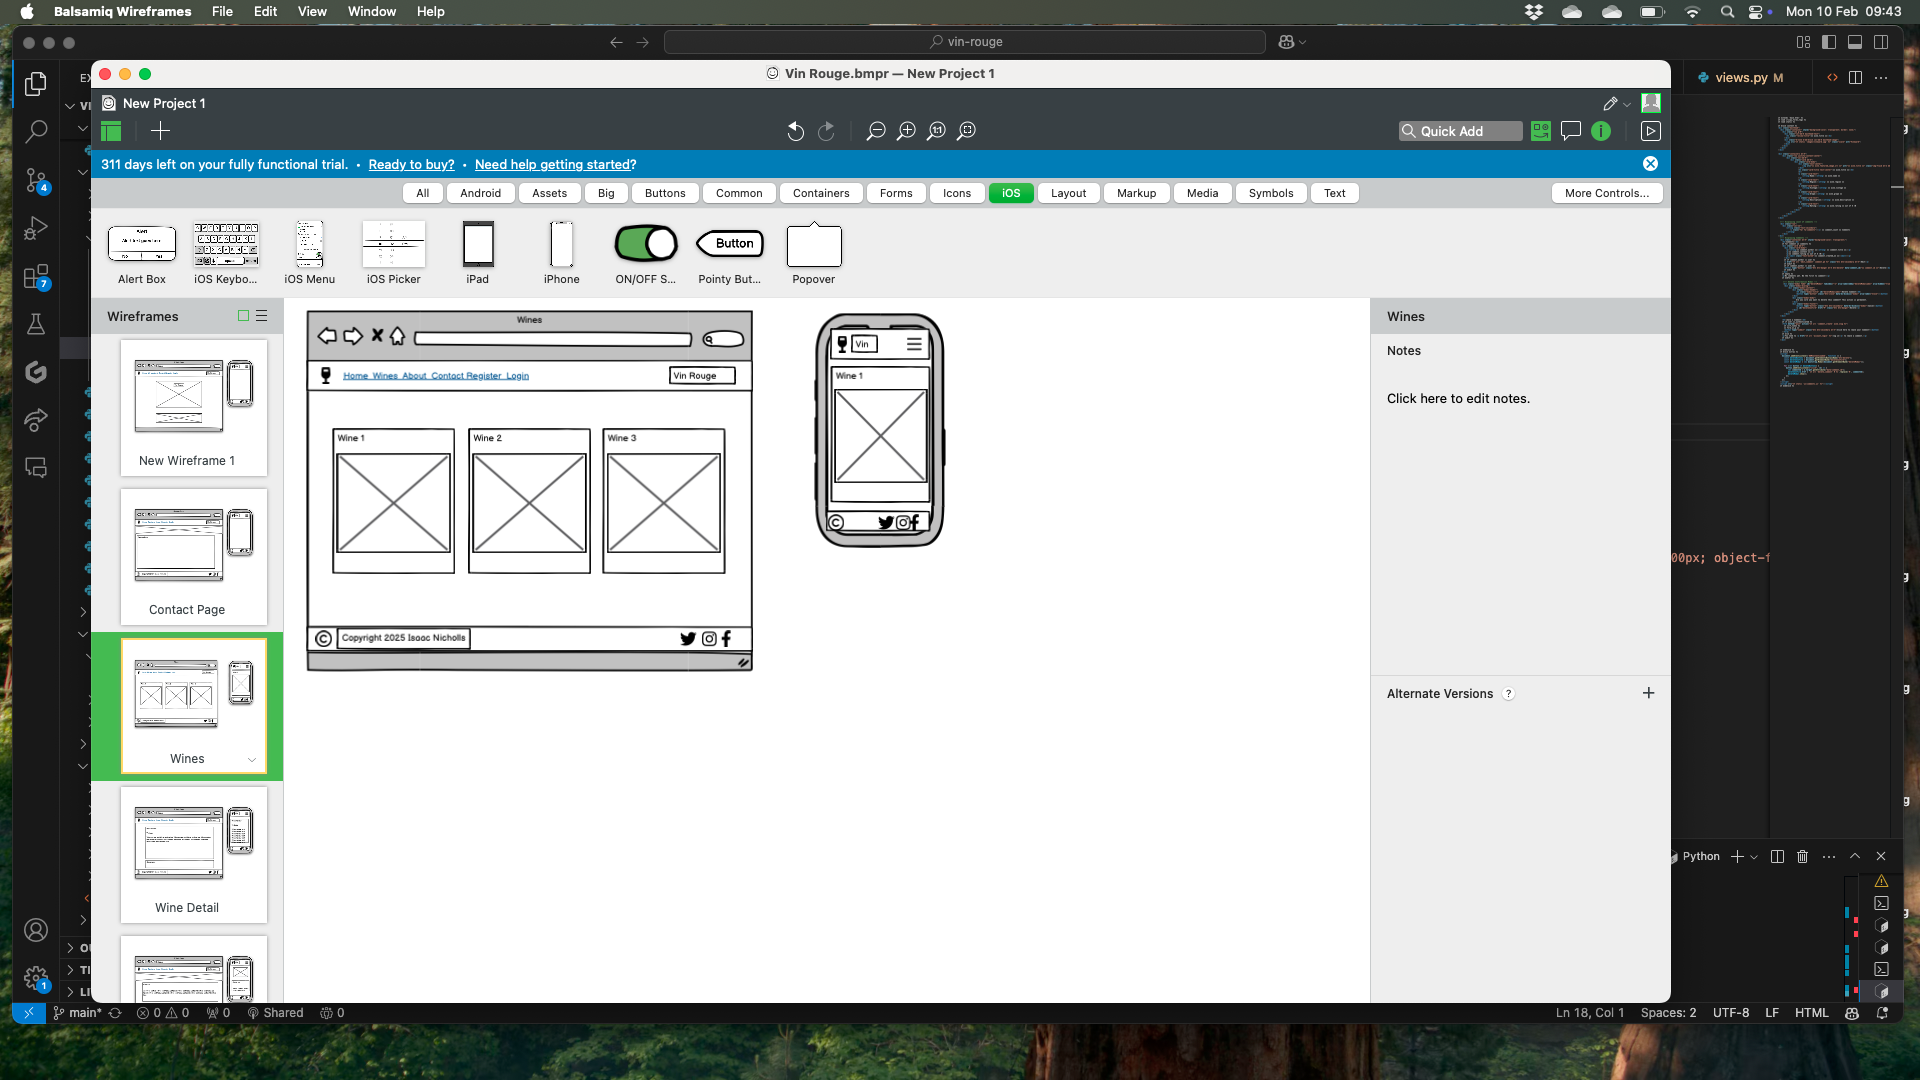 Balsamiq Wireframes File Edit View Window Help
Mon 10 Feb 09:43
vin-rouge
Vin Rouge.bmpr — New Project 1
views.py M
New Project 1
Quick Add
311 days left on your fully functional trial. • Ready to buy? • Need help getting started?
All Android Assets Big Buttons Common Containers Forms Icons iOS Layout Markup Media Symbols Text More Controls...
Alert Box iOS Keybo... iOS Menu iOS Picker iPad iPhone ON/OFF S... Pointy But... Popover
Button
Wireframes
New Wireframe 1
Contact Page
Wines
Wine Detail
Wines
Home Wines About Contact Register Login
Vin Rouge
Wine 1
Wine 2
Wine 3
Copyright 2025 Isaac Nicholls
Vin
Wine 1
Wines
Notes
Click here to edit notes.
Alternate Versions ?
00px; object-f
Python
4
7
1
main* 0 0 0 Shared 0
Ln 18, Col 1 Spaces: 2 UTF-8 LF HTML